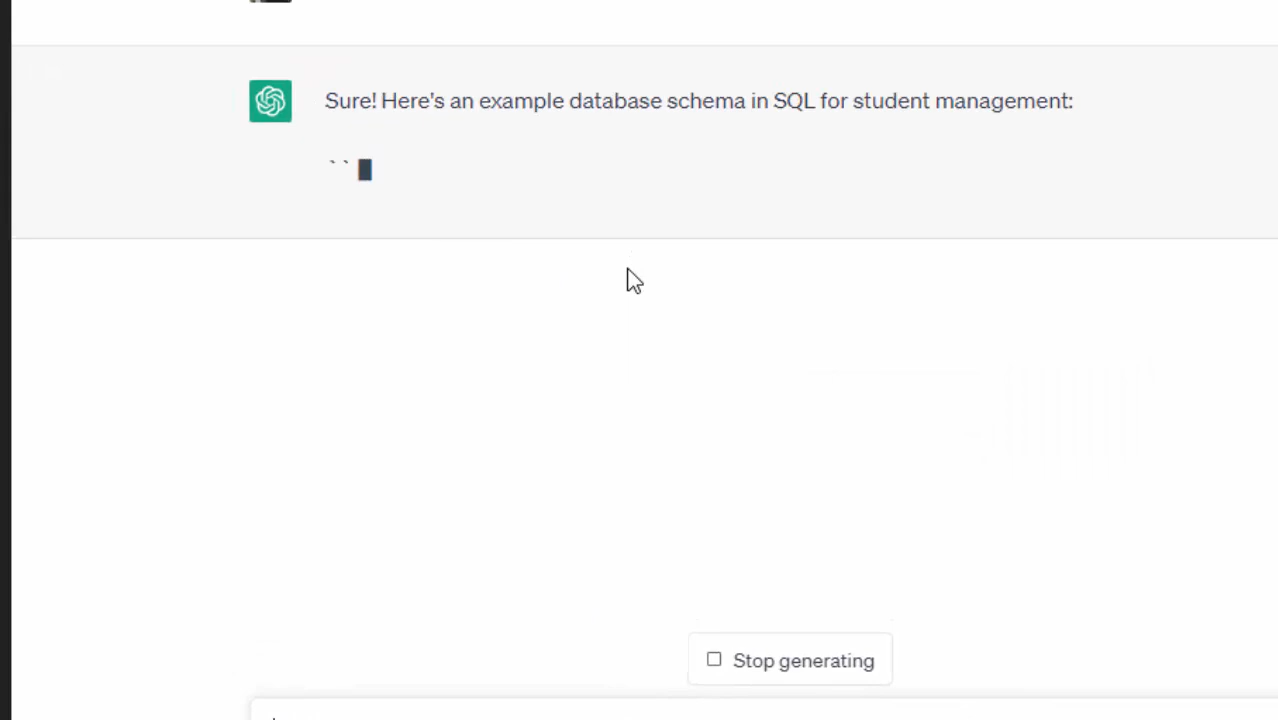 Sure! Here's an example database schema in SQL for student management:
``
Stop generating